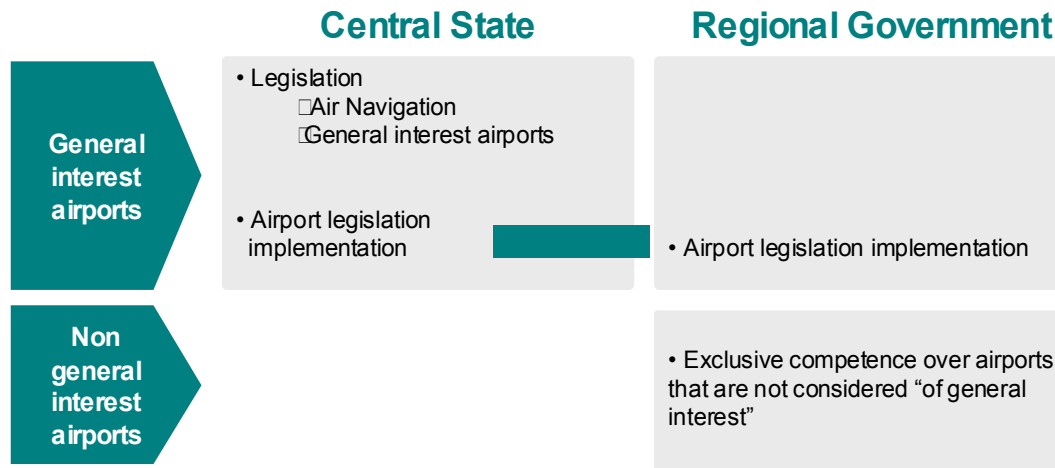 Central State
Regional Government
General
interest
airports
• Legislation
Air Navigation
General interest airports
• Airport legislation
implementation
• Airport legislation implementation
Non
general
interest
airports
• Exclusive competence over airports
that are not considered “of general
interest”